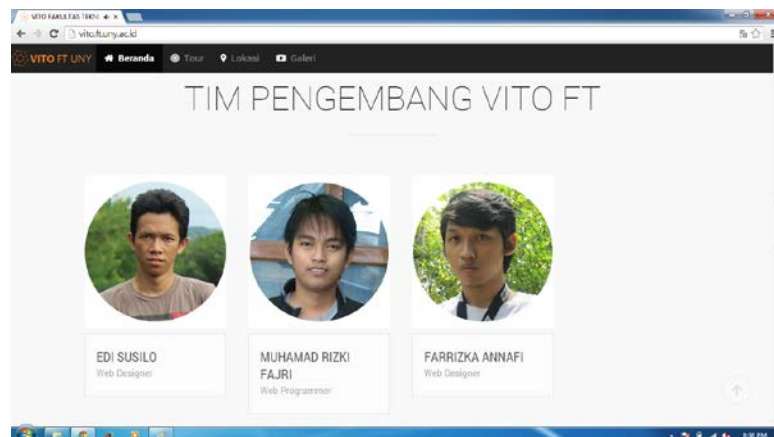 VITO FAKULTAS TEKNI
vito.ft.uny.ac.id
VITO FT UNY Beranda Tour Lokasi Galeri
TIM PENGEMBANG VITO FT
EDI SUSILO
Web Designer
MUHAMAD RIZKI
FAJRI
Web Programmer
FARRIZKA ANNAFI
Web Designer